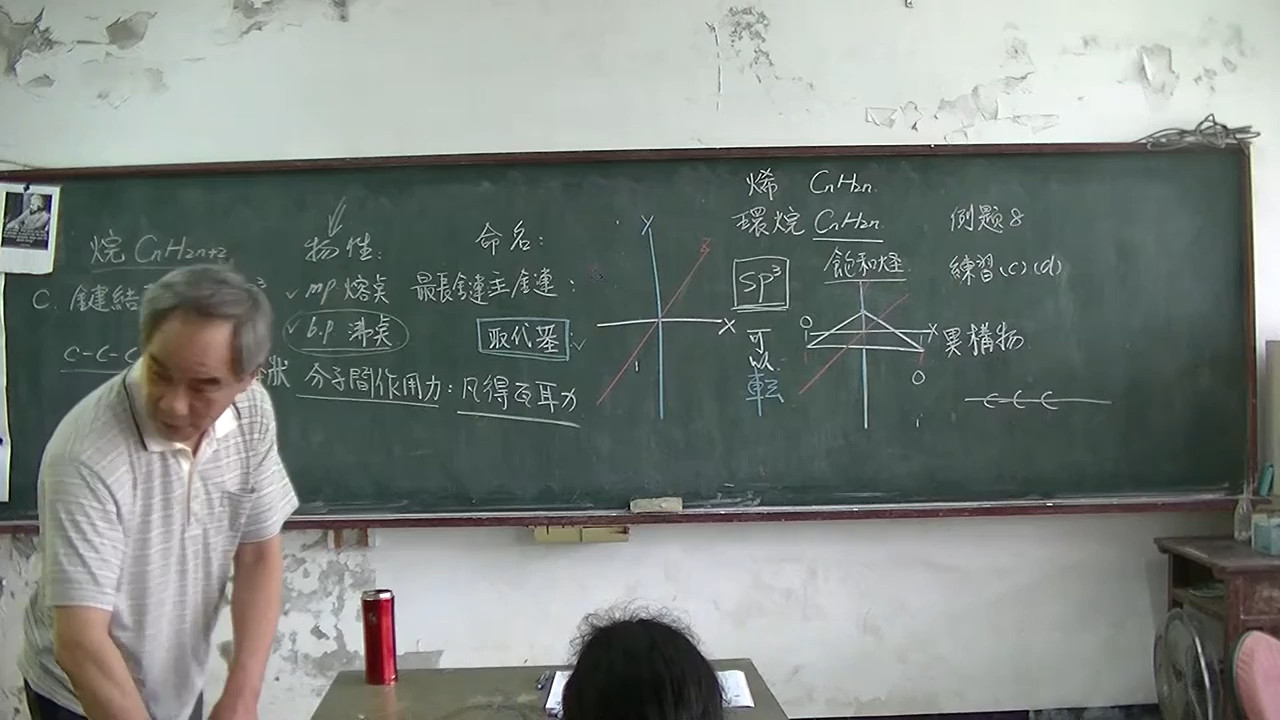 烷 CnH2n+2
C. 鍵結
C-C-C
狀
物性:
✓ mp 熔点
✓ b.p 沸点
分子間作用力: 凡得瓦耳力
命名:
最長鏈主鏈:
取代基
Y
X
烯 CnH2n
環烷 CnH2n
sp³
飽和烴
可以
転
O
X
O
例題8
練習(c)(d)
異構物
C C C